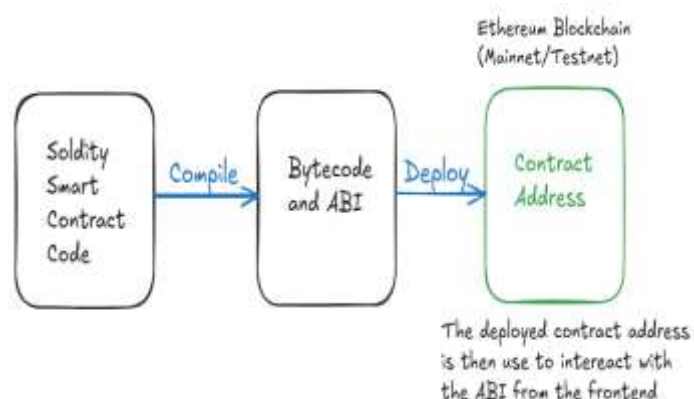 Ethereum Blockchain
(Mainnet/Testnet)
Soldity
Smart
Contract
Code
Compile
Bytecode
and ABI
Deploy
Contract
Address
The deployed contract address
is then use to intereact with
the ABI from the frontend